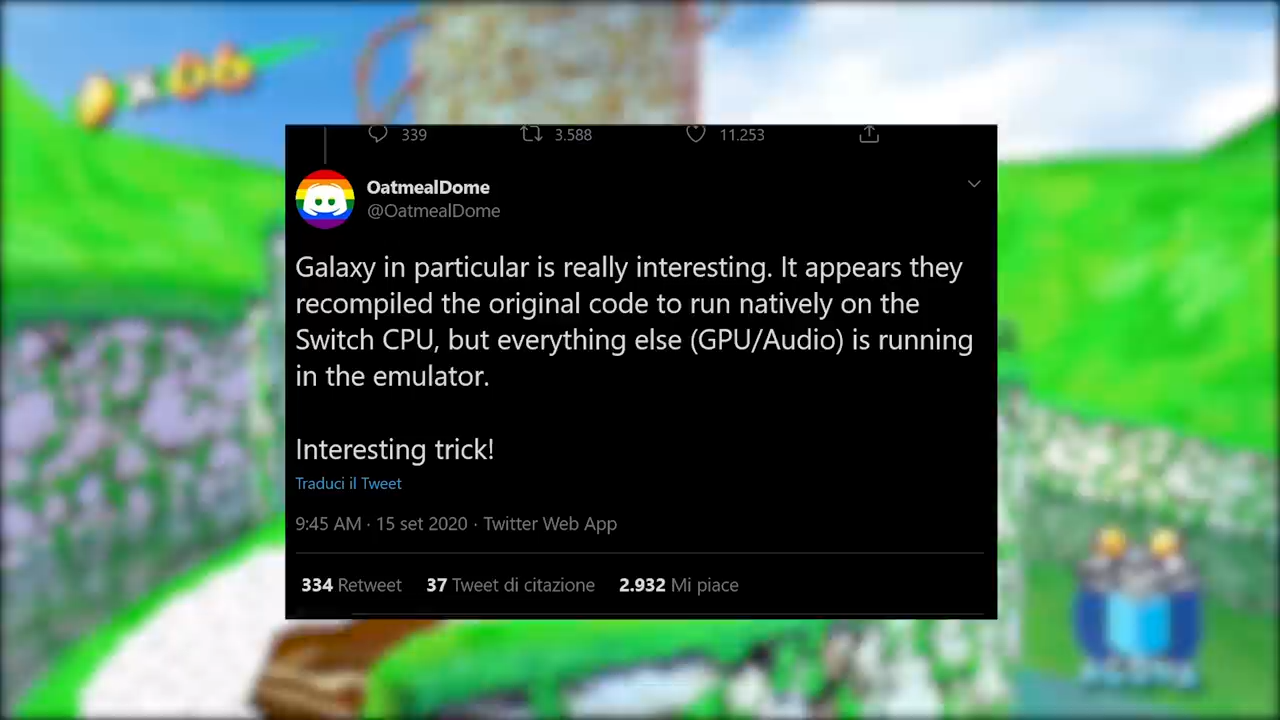 x 06
339 3.588 11.253
OatmealDome
@OatmealDome
Galaxy in particular is really interesting. It appears they
recompiled the original code to run natively on the
Switch CPU, but everything else (GPU/Audio) is running
in the emulator.
Interesting trick!
Traduci il Tweet
9:45 AM · 15 set 2020 · Twitter Web App
334 Retweet 37 Tweet di citazione 2.932 Mi piace